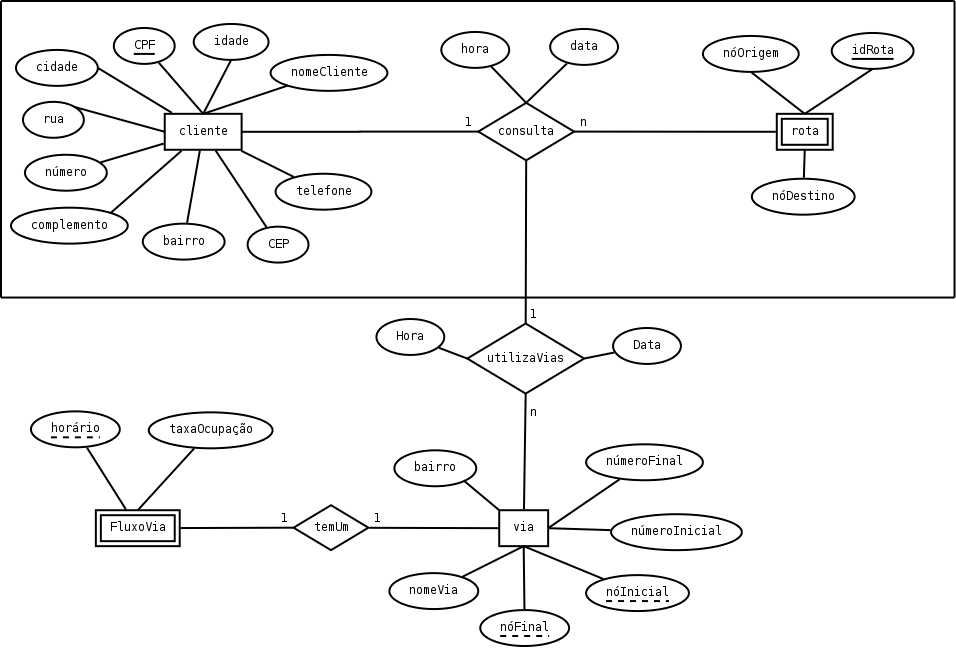 CPF
idade
cidade
nomeCliente
rua
cliente
número
complemento
bairro
CEP
telefone
hora
data
1
consulta
n
nóOrigem
idRota
rota
nóDestino
1
Hora
utilizaVias
Data
n
horário
taxaOcupação
bairro
númeroFinal
FluxoVia
1
temUm
1
via
númeroInicial
nomeVia
nóFinal
nóInicial